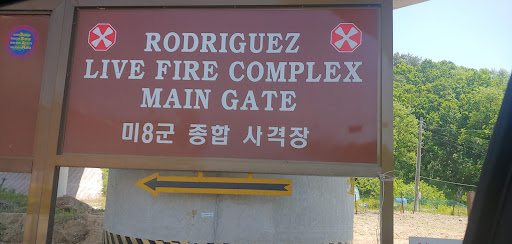 RODRIGUEZ
LIVE FIRE COMPLEX
MAIN GATE
미8군 종합 사격장